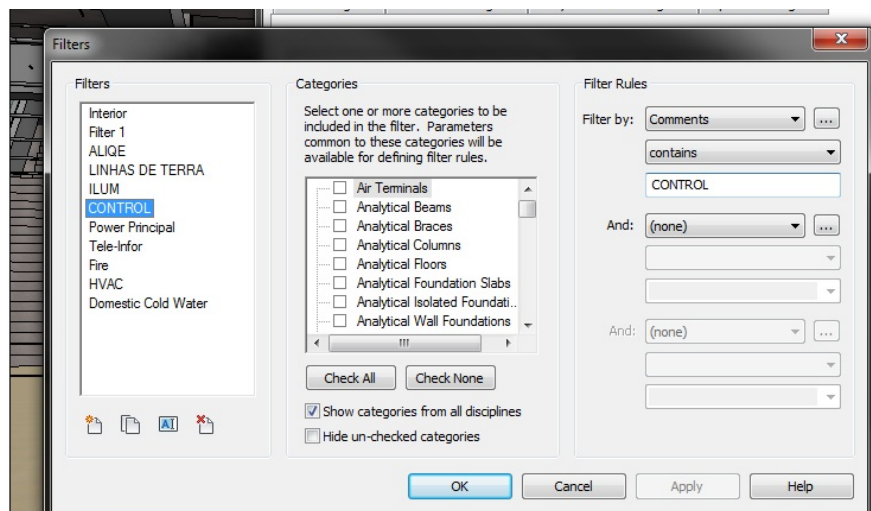 Filters
Filters
Interior
Filter 1
ALIQE
LINHAS DE TERRA
ILUM
CONTROL
Power Principal
Tele-Infor
Fire
HVAC
Domestic Cold Water
Categories
Select one or more categories to be
included in the filter. Parameters
common to these categories will be
available for defining filter rules.
Air Terminals
Analytical Beams
Analytical Braces
Analytical Columns
Analytical Floors
Analytical Foundation Slabs
Analytical Isolated Foundati..
Analytical Wall Foundations
Check All Check None
Show categories from all disciplines
Hide un-checked categories
Filter Rules
Filter by: Comments ...
contains
CONTROL
And: (none) ...
And: (none) ...
OK Cancel Apply Help